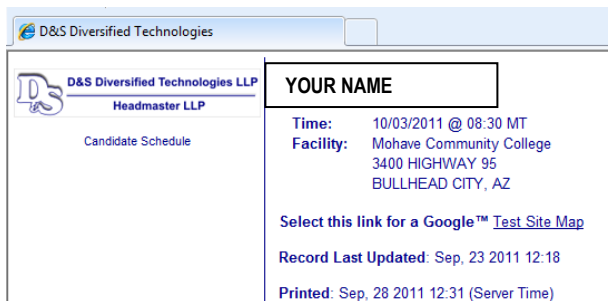 D&S Diversified Technologies
D&S Diversified Technologies LLP
Headmaster LLP
Candidate Schedule
YOUR NAME
Time: 10/03/2011 @ 08:30 MT
Facility: Mohave Community College
3400 HIGHWAY 95
BULLHEAD CITY, AZ
Select this link for a Google™ Test Site Map
Record Last Updated: Sep, 23 2011 12:18
Printed: Sep, 28 2011 12:31 (Server Time)